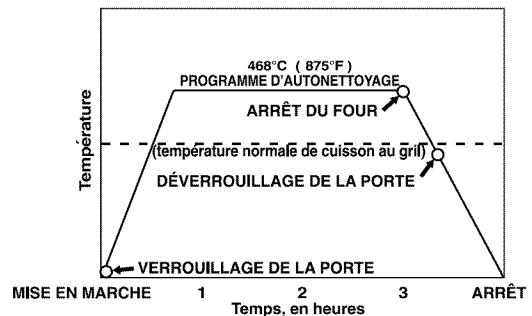 468°C ( 875°F )
PROGRAMME D'AUTONETTOYAGE
ARRÊT DU FOUR
Température
(température normale de cuisson au gril)
DÉVERROUILLAGE DE LA PORTE
VERROUILLAGE DE LA PORTE
MISE EN MARCHE 1 2 3 ARRÊT
Temps, en heures